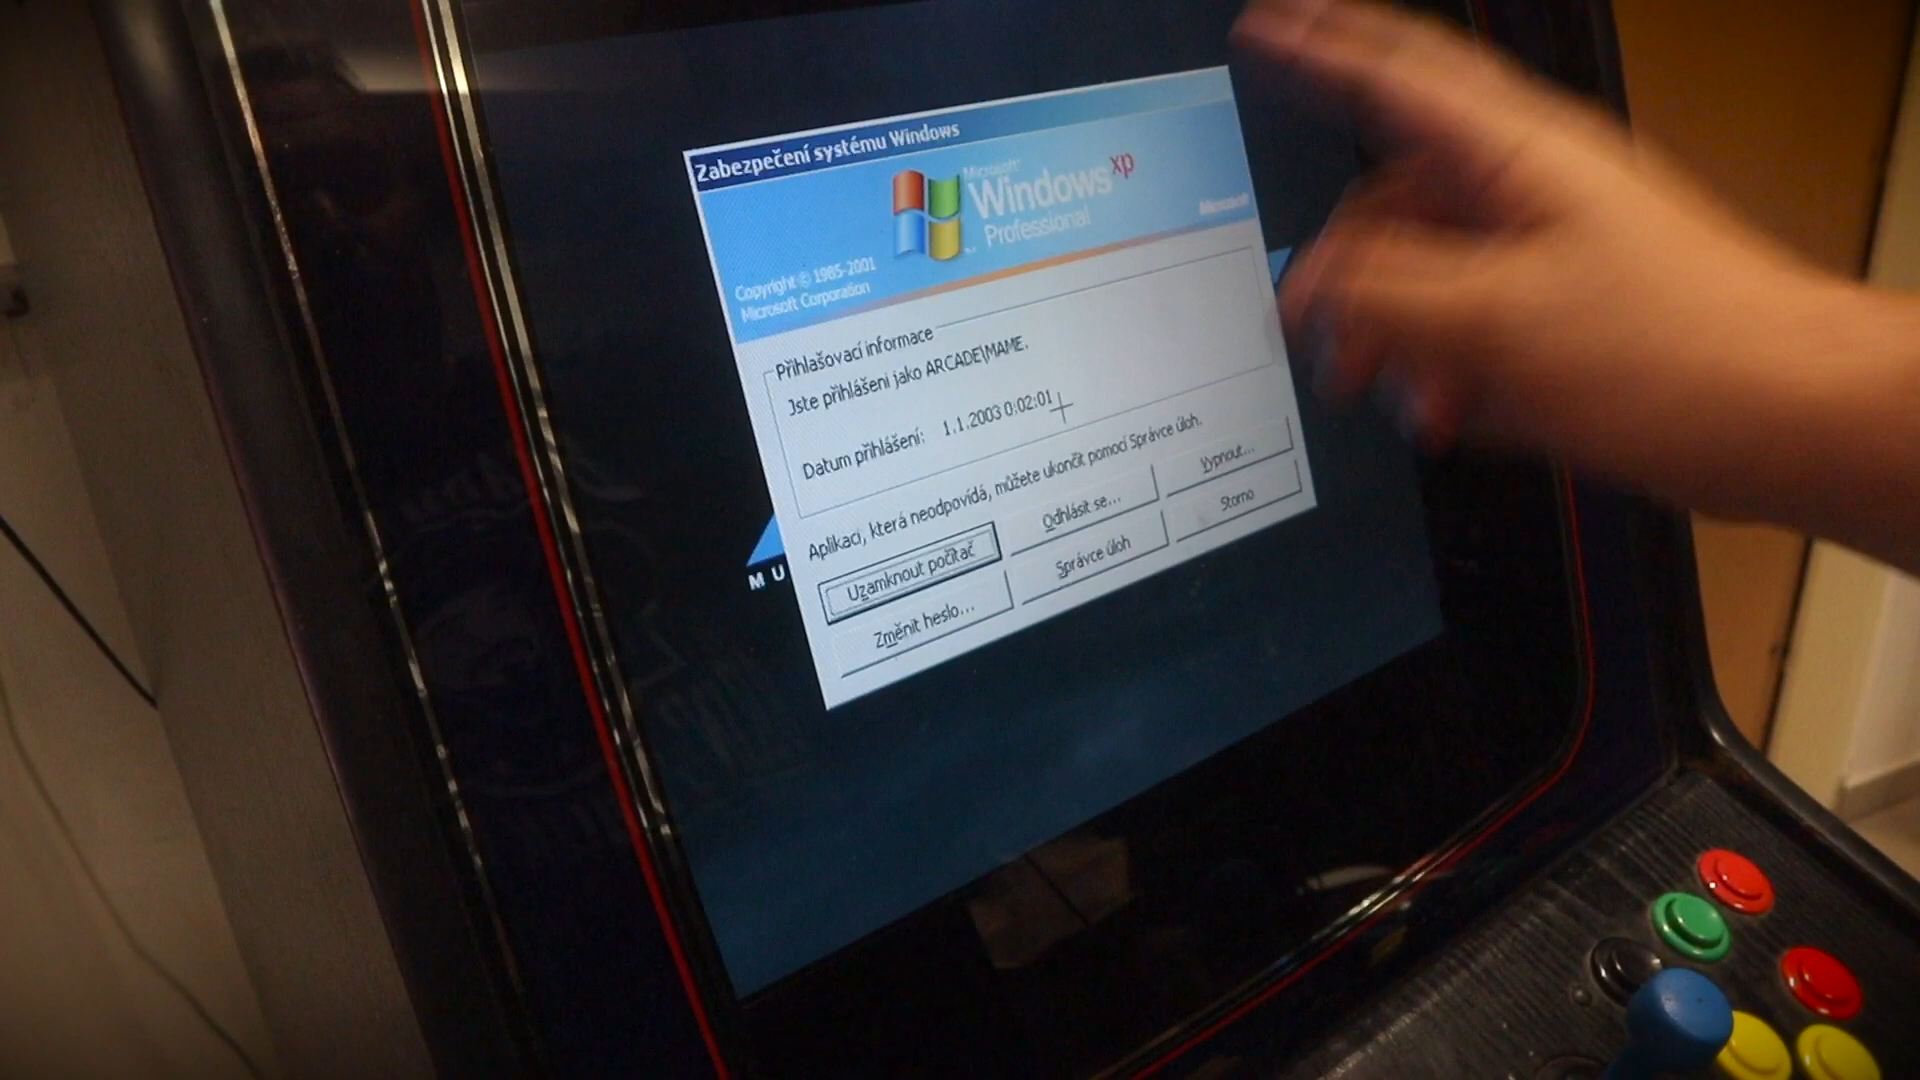 Zabezpečení systému Windows
Microsoft
Windows xp
Professional
Microsoft
Copyright © 1985-2001
Microsoft Corporation
Přihlašovací informace
Jste přihlášeni jako ARCADE\MAME.
Datum přihlášení: 1.1.2003 0:02:01
Aplikaci, která neodpovídá, můžete ukončit pomocí Správce úloh.
Uzamknout počítač
Odhlásit se...
Vypnout...
Změnit heslo...
Správce úloh
Storno
M U